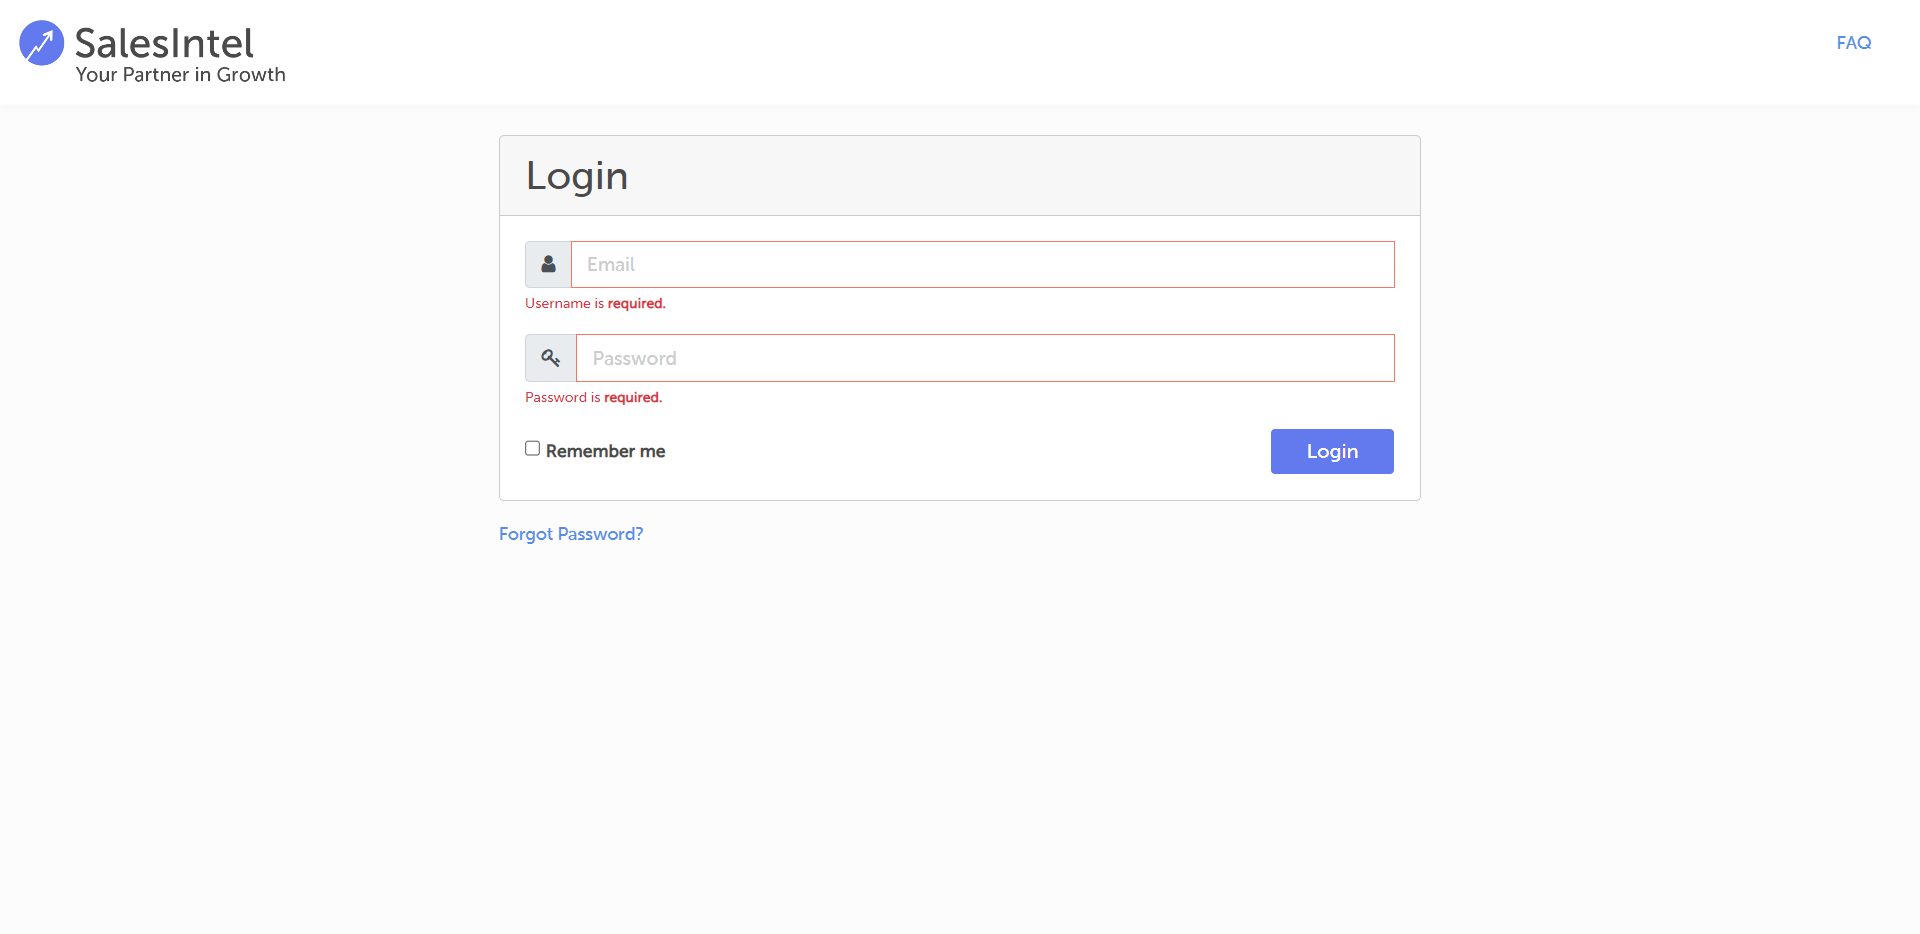 SalesIntel
Your Partner in Growth
FAQ
Login
Email
Username is required.
Password
Password is required.
Remember me
Login
Forgot Password?